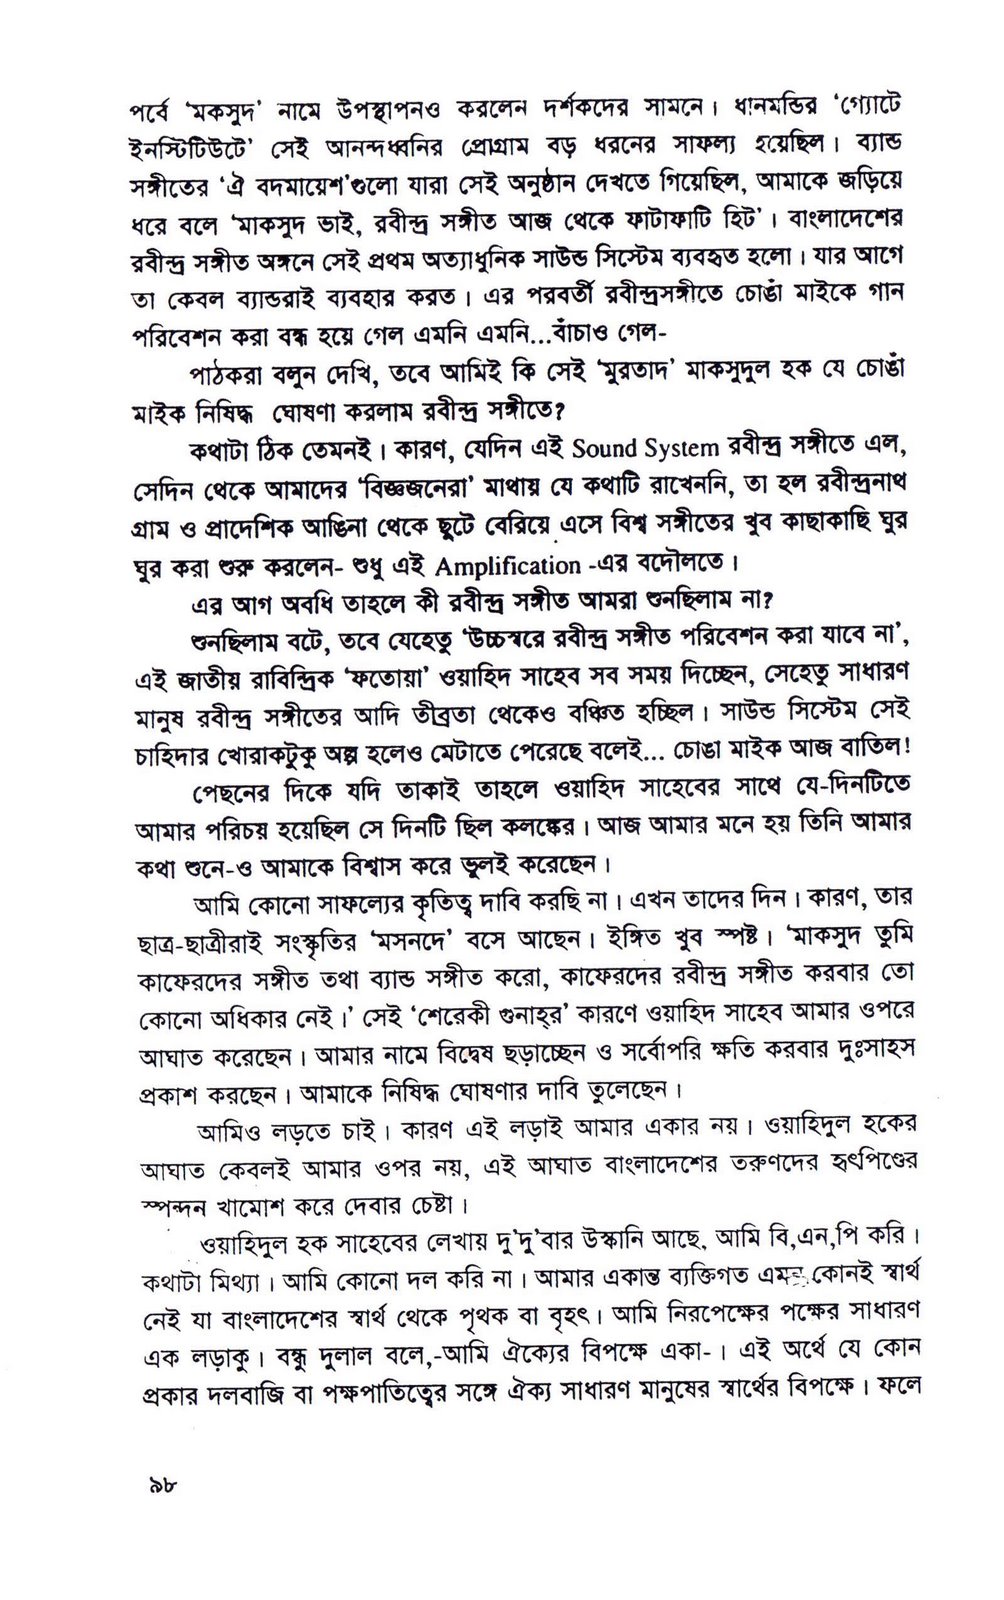 পর্বে ‘মকসুদ’ নামে উপস্থাপনও করলেন দর্শকদের সামনে। ধানমন্ডির ‘গ্যোটে
ইনস্টিটিউটে’ সেই আনন্দধ্বনির প্রোগ্রাম বড় ধরনের সাফল্য হয়েছিল। ব্যান্ড
সঙ্গীতের ‘ঐ বদমায়েশ’গুলো যারা সেই অনুষ্ঠান দেখতে গিয়েছিল, আমাকে জড়িয়ে
ধরে বলে ‘মাকসুদ ভাই, রবীন্দ্র সঙ্গীত আজ থেকে ফাটাফাটি হিট’। বাংলাদেশের
রবীন্দ্র সঙ্গীত অঙ্গনে সেই প্রথম অত্যাধুনিক সাউন্ড সিস্টেম ব্যবহৃত হলো। যার আগে
তা কেবল ব্যান্ডরাই ব্যবহার করত। এর পরবর্তী রবীন্দ্রসঙ্গীতে চোঙাঁ মাইকে গান
পরিবেশন করা বন্ধ হয়ে গেল এমনি এমনি...বাঁচাও গেল-
পাঠকরা বলুন দেখি, তবে আমিই কি সেই ‘মুরতাদ’ মাকসুদুল হক যে চোঙাঁ
মাইক নিষিদ্ধ ঘোষণা করলাম রবীন্দ্র সঙ্গীতে?
কথাটা ঠিক তেমনই। কারণ, যেদিন এই Sound System রবীন্দ্র সঙ্গীতে এল,
সেদিন থেকে আমাদের ‘বিজ্ঞজনেরা’ মাথায় যে কথাটি রাখেননি, তা হল রবীন্দ্রনাথ
গ্রাম ও প্রাদেশিক আঙিনা থেকে ছুটে বেরিয়ে এসে বিশ্ব সঙ্গীতের খুব কাছাকাছি ঘুর
ঘুর করা শুরু করলেন- শুধু এই Amplification -এর বদৌলতে।
এর আগ অবধি তাহলে কী রবীন্দ্র সঙ্গীত আমরা শুনছিলাম না?
শুনছিলাম বটে, তবে যেহেতু ‘উচ্চস্বরে রবীন্দ্র সঙ্গীত পরিবেশন করা যাবে না’,
এই জাতীয় রাবিন্দ্রিক ‘ফতোয়া’ ওয়াহিদ সাহেব সব সময় দিচ্ছেন, সেহেতু সাধারণ
মানুষ রবীন্দ্র সঙ্গীতের আদি তীব্রতা থেকেও বঞ্চিত হচ্ছিল। সাউন্ড সিস্টেম সেই
চাহিদার খোরাকটুকু অল্প হলেও মেটাতে পেরেছে বলেই... চোঙা মাইক আজ বাতিল!
পেছনের দিকে যদি তাকাই তাহলে ওয়াহিদ সাহেবের সাথে যে-দিনটিতে
আমার পরিচয় হয়েছিল সে দিনটি ছিল কলঙ্কের। আজ আমার মনে হয় তিনি আমার
কথা শুনে-ও আমাকে বিশ্বাস করে ভুলই করেছেন।
আমি কোনো সাফল্যের কৃতিত্ব দাবি করছি না। এখন তাদের দিন। কারণ, তার
ছাত্র-ছাত্রীরাই সংস্কৃতির ‘মসনদে’ বসে আছেন। ইঙ্গিত খুব স্পষ্ট। ‘মাকসুদ তুমি
কাফেরদের সঙ্গীত তথা ব্যান্ড সঙ্গীত করো, কাফেরদের রবীন্দ্র সঙ্গীত করবার তো
কোনো অধিকার নেই।’ সেই ‘শেরেকী গুনাহ্‌র’ কারণে ওয়াহিদ সাহেব আমার ওপরে
আঘাত করেছেন। আমার নামে বিদ্বেষ ছড়াচ্ছেন ও সর্বোপরি ক্ষতি করবার দুঃসাহস
প্রকাশ করছেন। আমাকে নিষিদ্ধ ঘোষণার দাবি তুলেছেন।
আমিও লড়তে চাই। কারণ এই লড়াই আমার একার নয়। ওয়াহিদুল হকের
আঘাত কেবলই আমার ওপর নয়, এই আঘাত বাংলাদেশের তরুণদের হৃৎপিণ্ডের
স্পন্দন খামোশ করে দেবার চেষ্টা।
ওয়াহিদুল হক সাহেবের লেখায় দু'দু'বার উস্কানি আছে, আমি বি,এন,পি করি।
কথাটা মিথ্যা। আমি কোনো দল করি না। আমার একান্ত ব্যক্তিগত এমন কোনই স্বার্থ
নেই যা বাংলাদেশের স্বার্থ থেকে পৃথক বা বৃহৎ। আমি নিরপেক্ষের পক্ষের সাধারণ
এক লড়াকু। বন্ধু দুলাল বলে,-আমি ঐক্যের বিপক্ষে একা-। এই অর্থে যে কোন
প্রকার দলবাজি বা পক্ষপাতিত্বের সঙ্গে ঐক্য সাধারণ মানুষের স্বার্থের বিপক্ষে। ফলে
৯৮